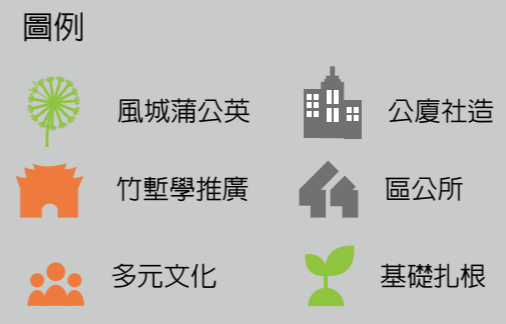 圖例
風城蒲公英
公廈社造
竹塹學推廣
區公所
多元文化
基礎扎根